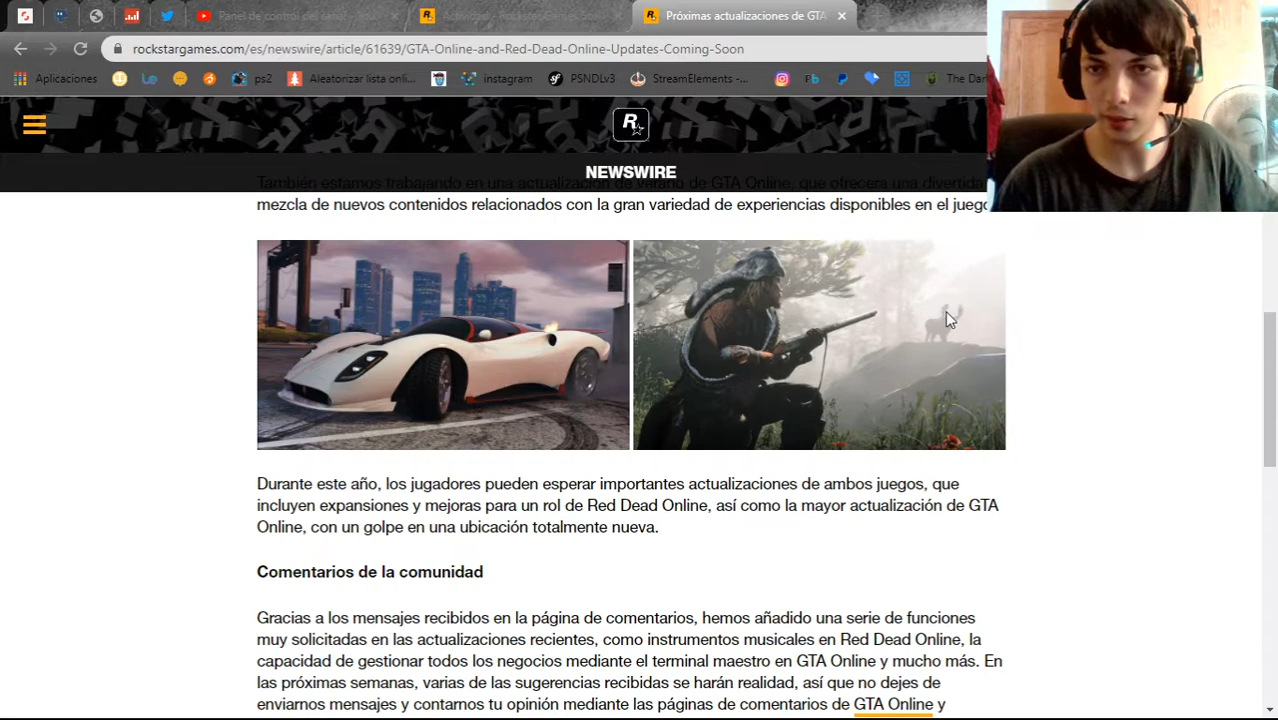 Panel de control del canal - You
Actividad - RockstarGameslover
Próximas actualizaciones de GTA
rockstargames.com/es/newswire/article/61639/GTA-Online-and-Red-Dead-Online-Updates-Coming-Soon
Aplicaciones
ps2
Aleatorizar lista onli...
instagram
PSNDLv3
StreamElements -...
The Dar
R
NEWSWIRE
También estamos trabajando en una actualización de verano de GTA Online, que ofrecerá una divertida
mezcla de nuevos contenidos relacionados con la gran variedad de experiencias disponibles en el juego
Durante este año, los jugadores pueden esperar importantes actualizaciones de ambos juegos, que
incluyen expansiones y mejoras para un rol de Red Dead Online, así como la mayor actualización de GTA
Online, con un golpe en una ubicación totalmente nueva.
Comentarios de la comunidad
Gracias a los mensajes recibidos en la página de comentarios, hemos añadido una serie de funciones
muy solicitadas en las actualizaciones recientes, como instrumentos musicales en Red Dead Online, la
capacidad de gestionar todos los negocios mediante el terminal maestro en GTA Online y mucho más. En
las próximas semanas, varias de las sugerencias recibidas se harán realidad, así que no dejes de
enviarnos mensajes y contarnos tu opinión mediante las páginas de comentarios de GTA Online y